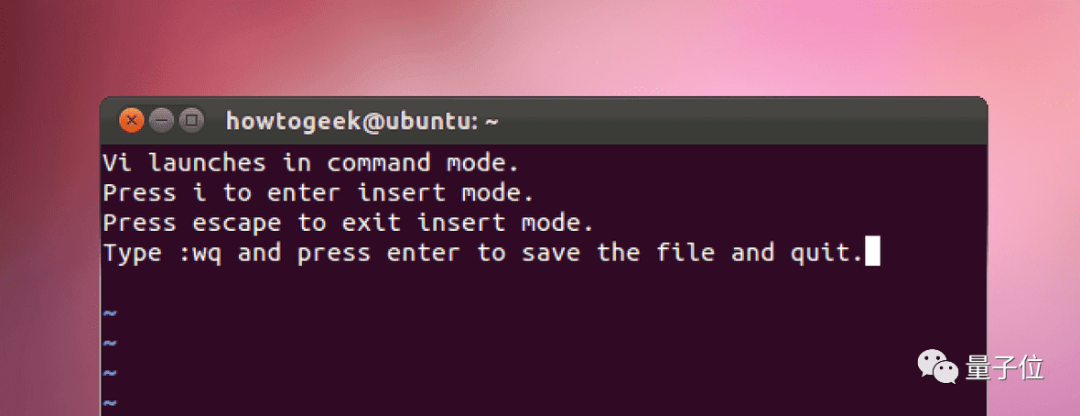 howtogeek@ubuntu: ~
Vi launches in command mode.
Press i to enter insert mode.
Press escape to exit insert mode.
Type :wq and press enter to save the file and quit.
~
~
~
~
量子位